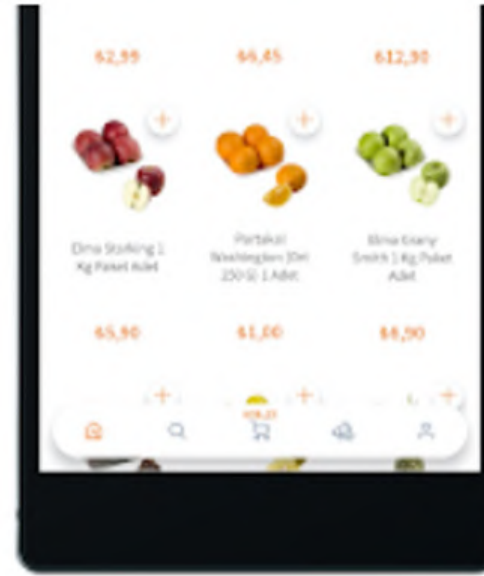 ₺2,99
₺6,45
₺12,90
Elma Starking 1
Kg Paket Adet
Portakal
Washington (Ort
250 G) 1 Adet
Elma Grany
Smith 1 Kg Paket
Adet
₺5,90
₺1,00
₺8,90